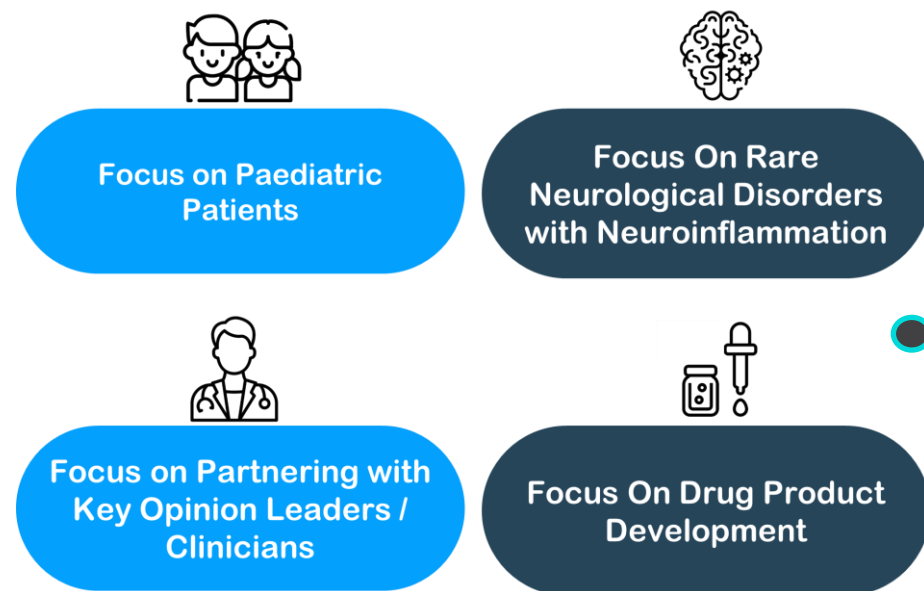 Focus on Paediatric
Patients
Focus On Rare
Neurological Disorders
with Neuroinflammation
Focus on Partnering with
Key Opinion Leaders /
Clinicians
Focus On Drug Product
Development